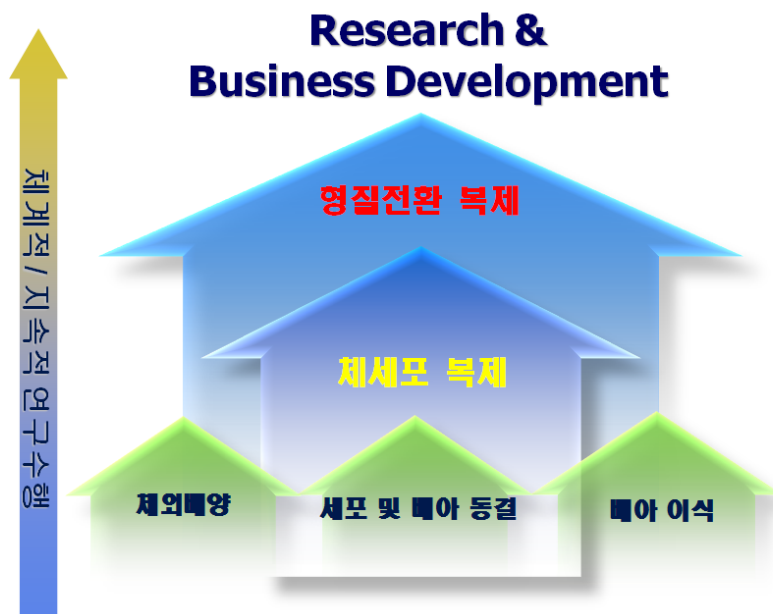 Research &
Business Development
체계적/지속적연구수행
형질전환 복제
체세포 복제
체외배양
세포 및 배아 동결
배아 이식